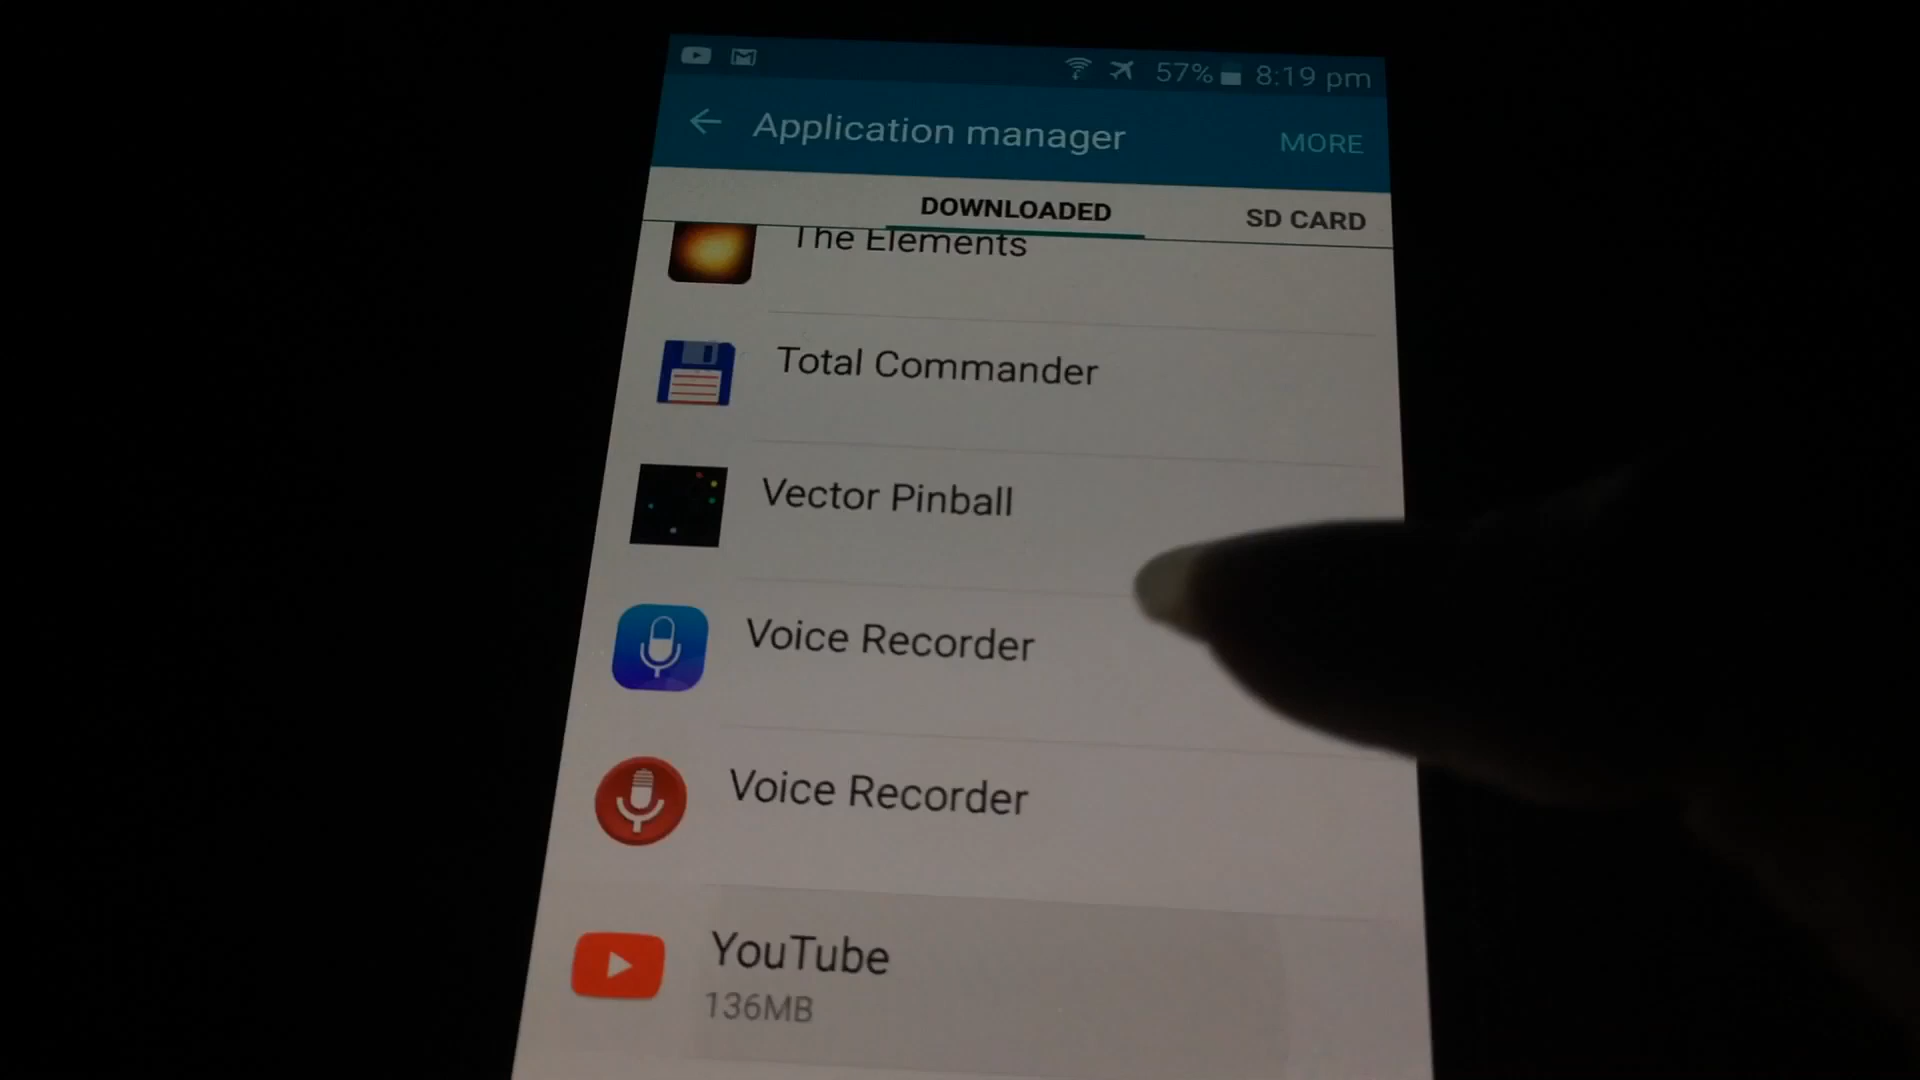 57% 8:19 pm
Application manager MORE
DOWNLOADED SD CARD
The Elements
Total Commander
Vector Pinball
Voice Recorder
Voice Recorder
YouTube
136MB